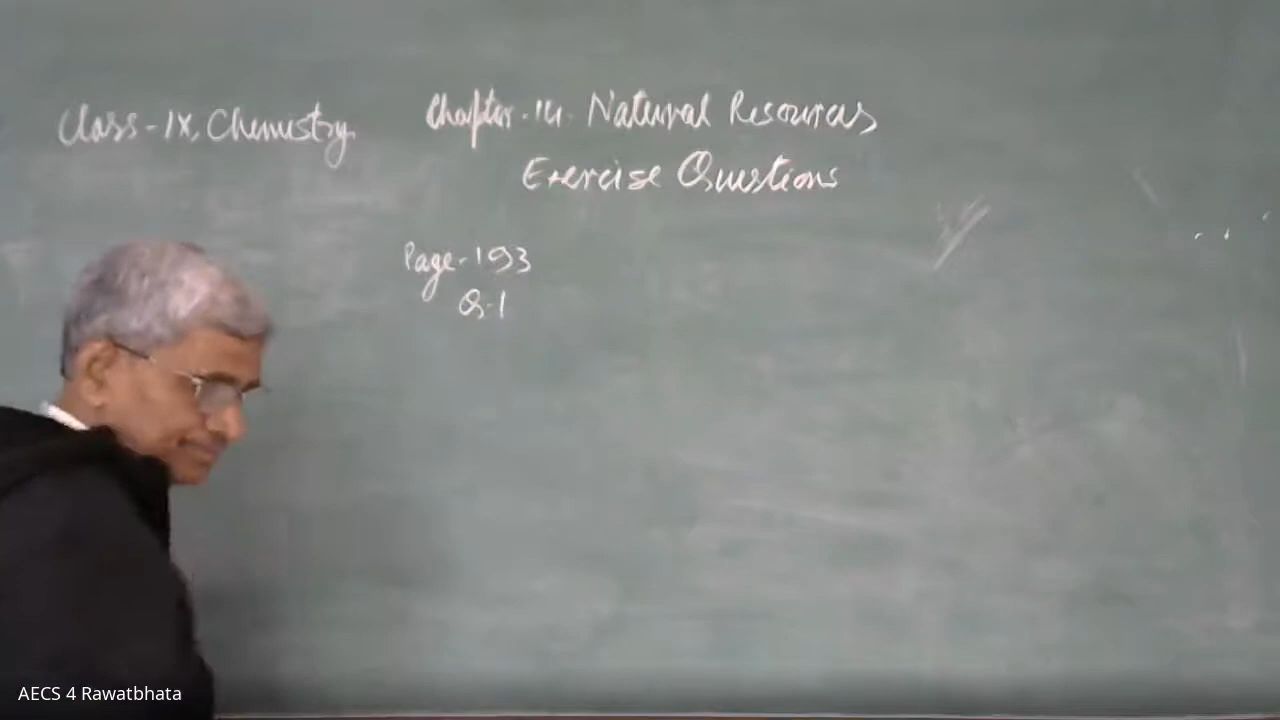 Class-IX, Chemistry
Chapter-14. Natural Resources
Exercise Questions
Page-193
Q-1
AECS 4 Rawatbhata